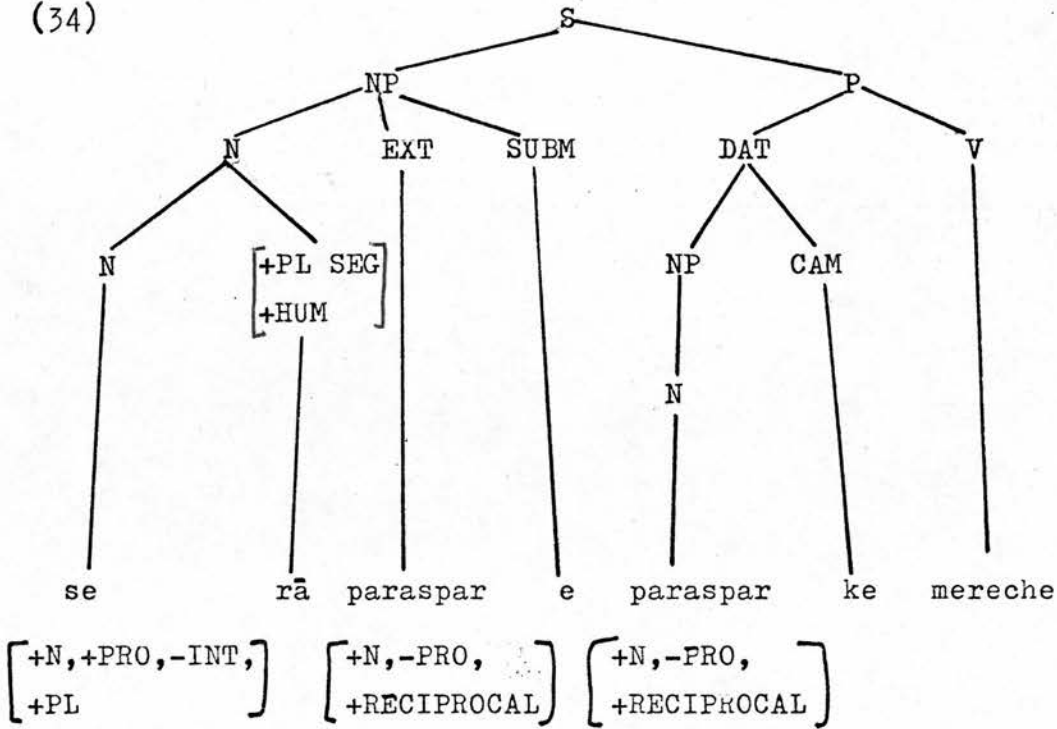 (34)
S
NP P
N EXT SUBM DAT V
N [+PL SEG] NP CAM
[+HUM]
N
se rā paraspar e paraspar ke mereche
[+N,+PRO,-INT,] [+N,-PRO,] [+N,-PRO,]
[+PL] [+RECIPROCAL] [+RECIPROCAL]